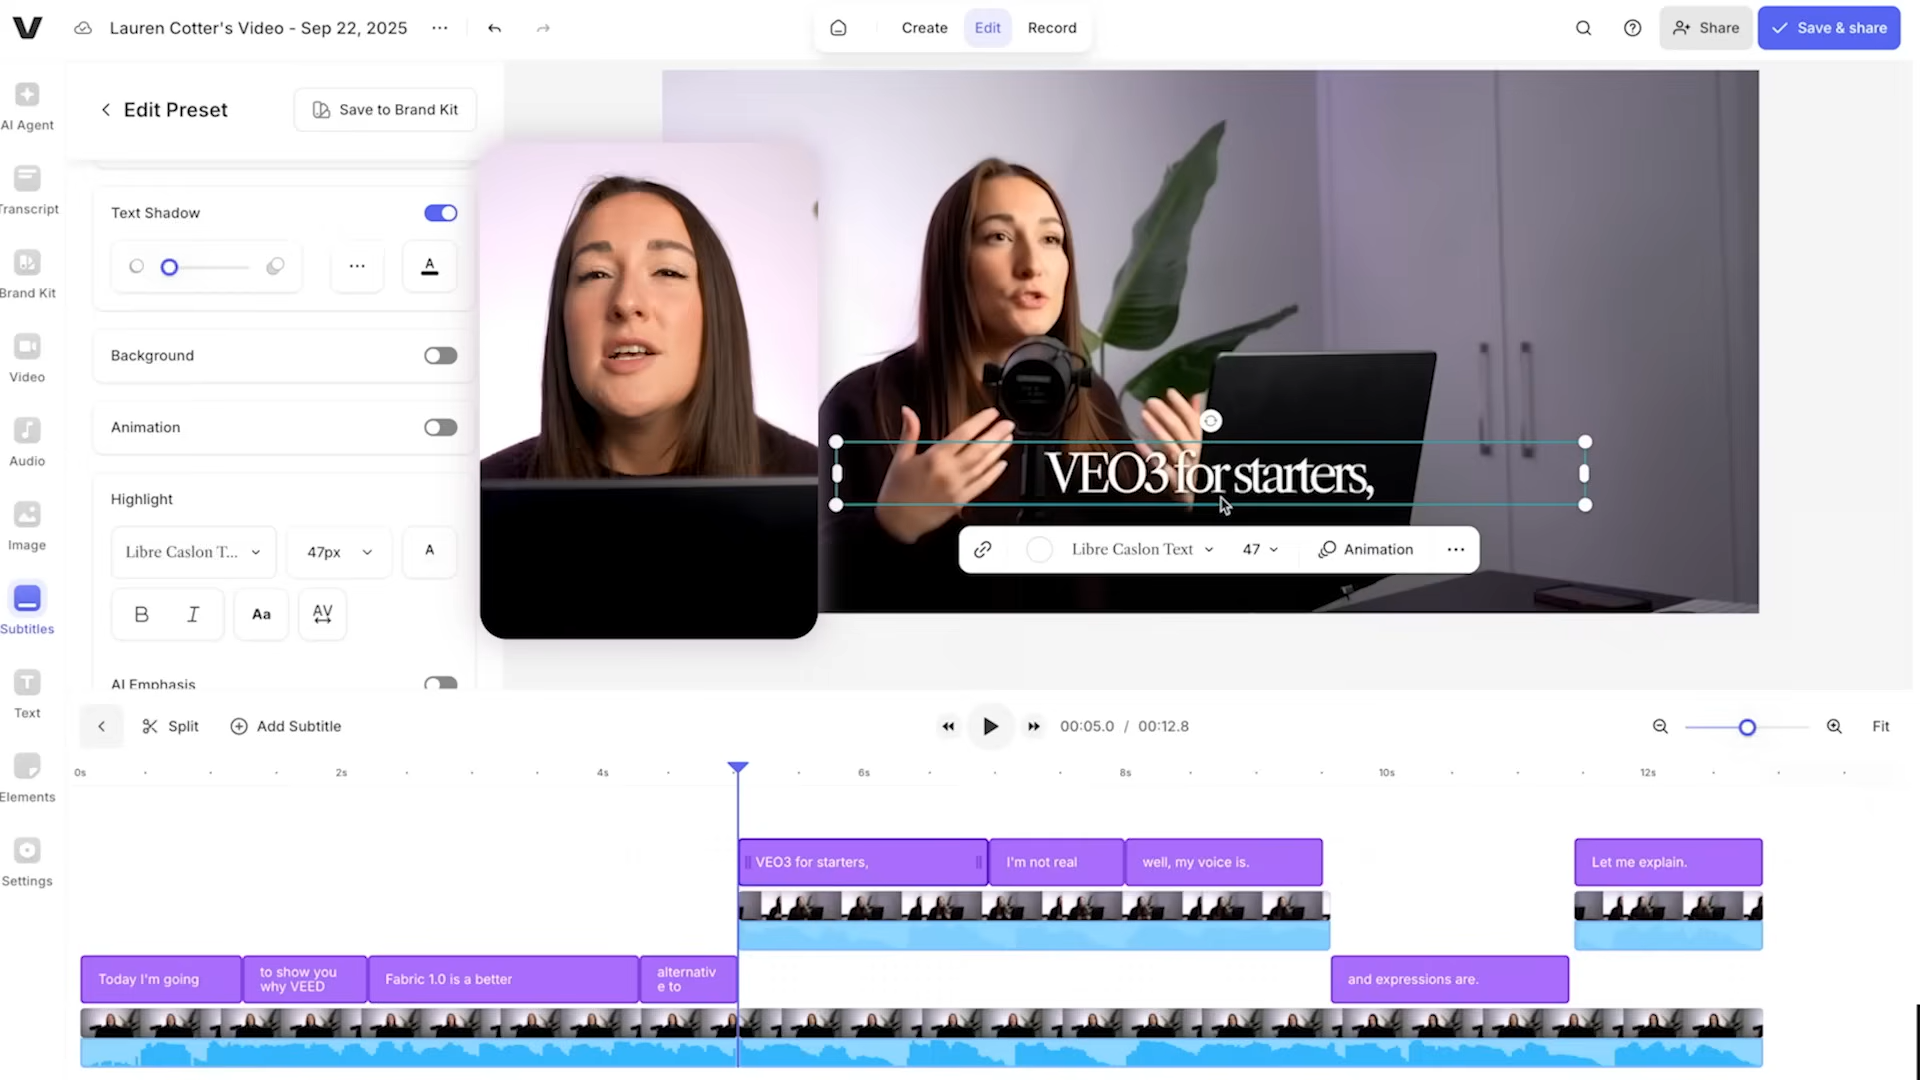 Lauren Cotter's Video - Sep 22, 2025
Create
Edit
Record
Share
Save & share
AI Agent
Transcript
Brand Kit
Video
Audio
Image
Subtitles
Text
Elements
Settings
Edit Preset
Save to Brand Kit
Text Shadow
A
Background
Animation
Highlight
Libre Caslon T...
47px
A
B
I
Aa
AV
AI Emphasis
VEO3 for starters,
Libre Caslon Text
47
Animation
Split
Add Subtitle
00:05.0 / 00:12.8
Fit
0s
2s
4s
6s
8s
10s
12s
VEO3 for starters,
I'm not real
well, my voice is.
Let me explain.
Today I'm going
to show you
why VEED
Fabric 1.0 is a better
alternativ
e to
and expressions are.